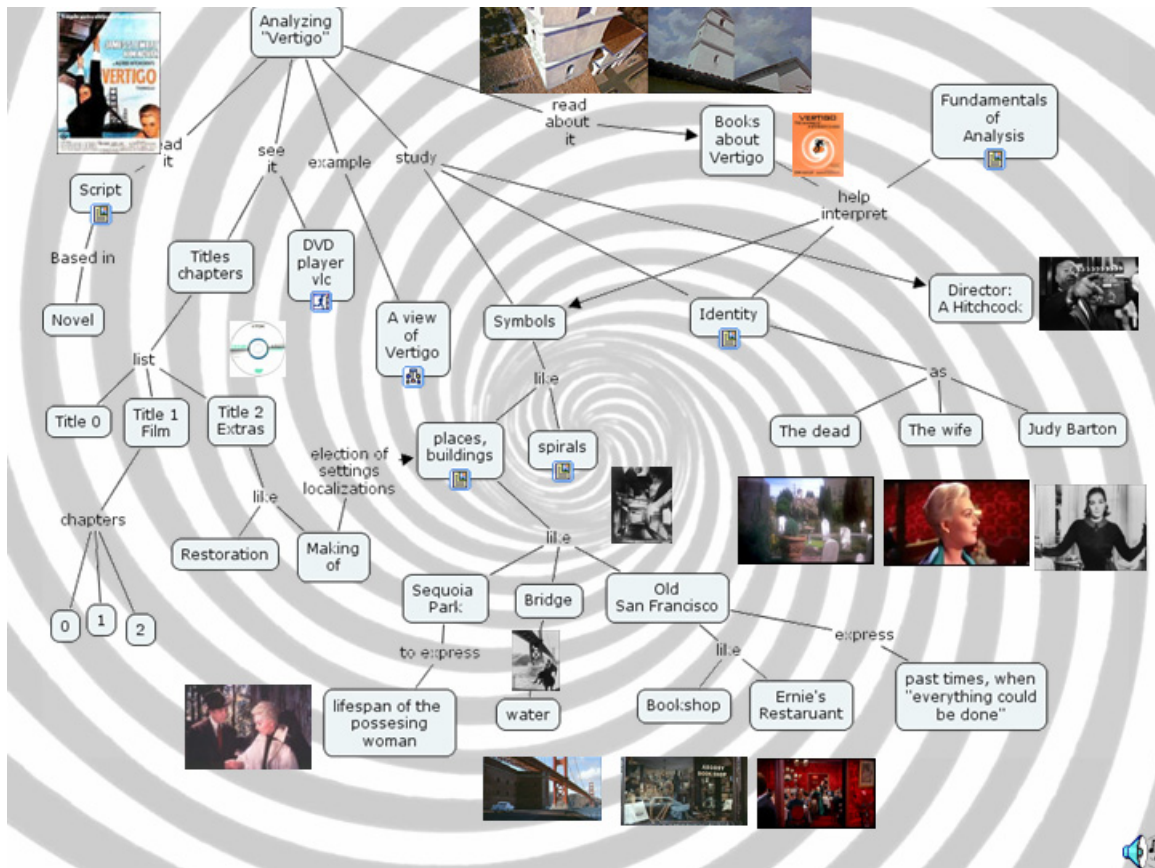 Analyzing
"Vertigo"
VERTIGO
read
about
it
Books
about
Vertigo
VERTIGO
Fundamentals
of
Analysis
ead
it
see
it
example
study
help
interpret
Script
Based in
Novel
Titles
chapters
DVD
player
vlc
A view
of
Vertigo
Symbols
Identity
Director:
A Hitchcock
list
like
as
Title 0
Title 1
Film
Title 2
Extras
places,
buildings
spirals
The dead
The wife
Judy Barton
election of
settings
localizations
chapters
like
Restoration
Making
of
like
0
1
2
Sequoia
Park
Bridge
Old
San Francisco
to express
like
express
lifespan of the
possesing
woman
water
Bookshop
Ernie's
Restaruant
past times, when
"everything could
be done"